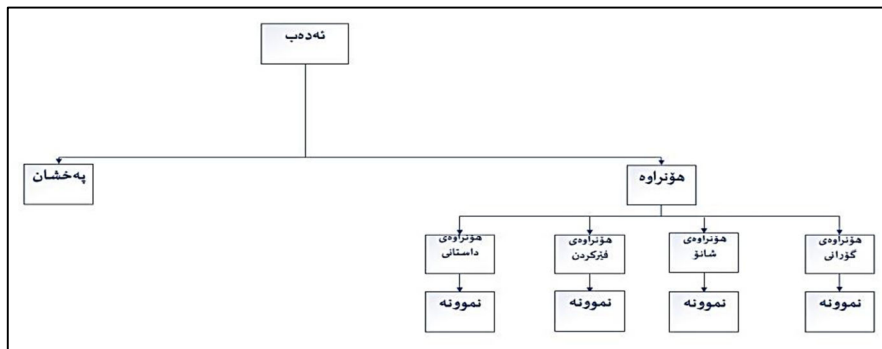 ئەدەب
هۆنراوە
پەخشان
هۆنراوەی
گۆرانی
هۆنراوەی
شانۆ
هۆنراوەی
فێرکردن
هۆنراوەی
داستانی
نموونە
نموونە
نموونە
نموونە